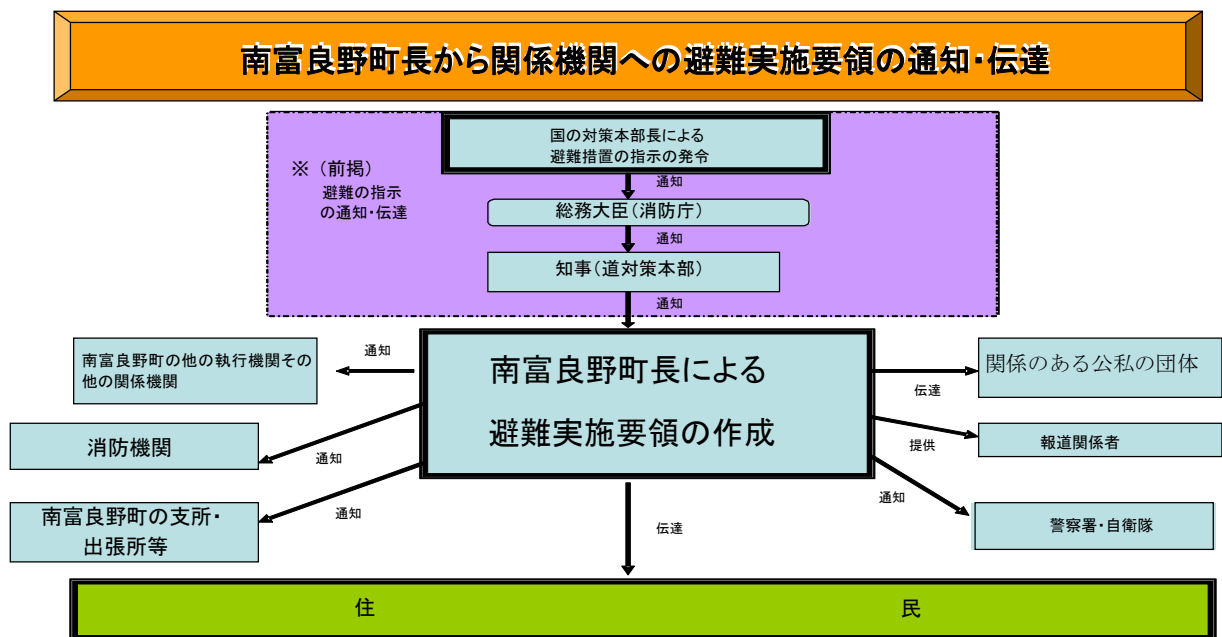 南富良野町長から関係機関への避難実施要領の通知・伝達
国の対策本部長による
避難措置の指示の発令
※（前掲）
避難の指示
の通知・伝達
通知
総務大臣（消防庁）
通知
知事（道対策本部）
通知
南富良野町長による
避難実施要領の作成
南富良野町の他の執行機関その
他の関係機関
通知
消防機関
通知
南富良野町の支所・
出張所等
通知
関係のある公私の団体
伝達
報道関係者
提供
警察署・自衛隊
通知
伝達
住民